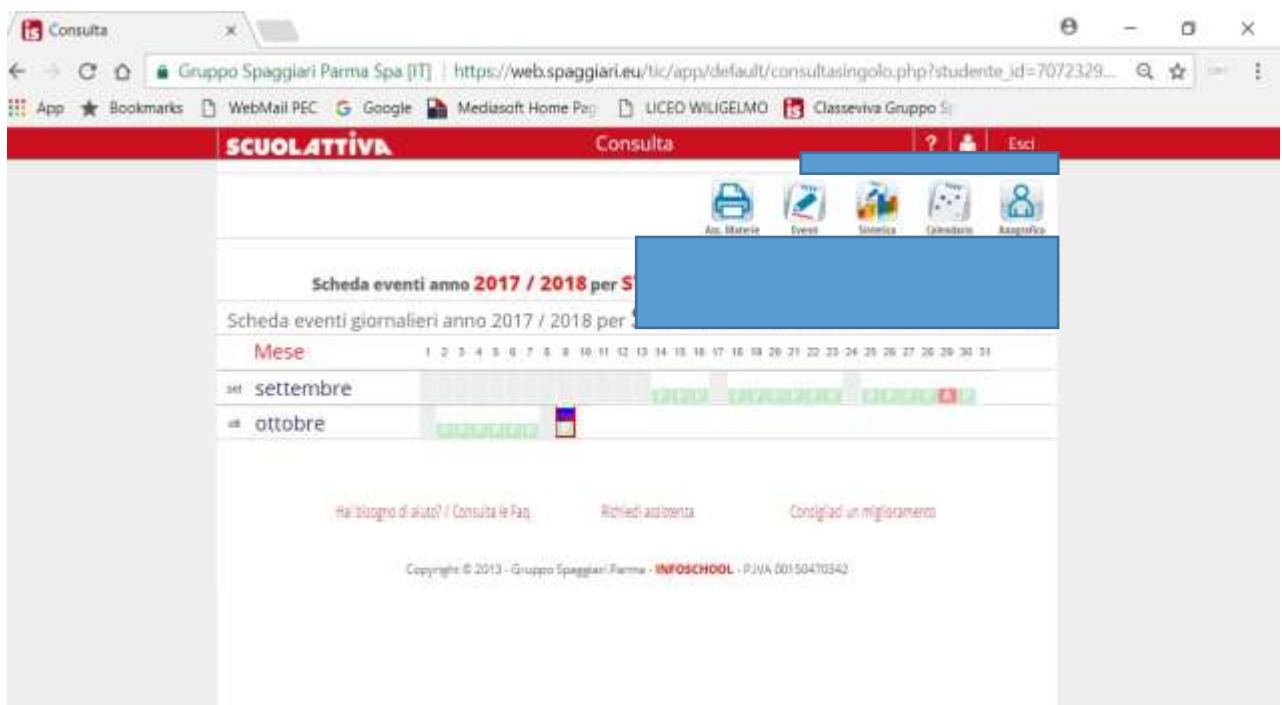 Consulta
Gruppo Spaggiari Parma Spa [IT] | https://web.spaggiari.eu/tic/app/default/consultasingolo.php?studente_id=7072329...
App Bookmarks WebMail PEC Google Mediasoft Home Pag LICEO WILIGELMO Classeviva Gruppo S
SCUOLATTIVA Consulta ? Esci
Ass. Materie Eventi Sintetica Calendario Anagrafica
Scheda eventi anno 2017 / 2018 per
Scheda eventi giornalieri anno 2017 / 2018 per
Mese 1 2 3 4 5 6 7 8 9 10 11 12 13 14 15 16 17 18 19 20 21 22 23 24 25 26 27 28 29 30 31
set settembre P P P P P P P P P P P P P P A P
ott ottobre P P P P P P
Hai bisogno di aiuto? / Consulta le Faq Richiedi assistenza Consigliaci un miglioramento
Copyright © 2013 - Gruppo Spaggiari Parma - INFOSCHOOL - P.IVA 00150470342